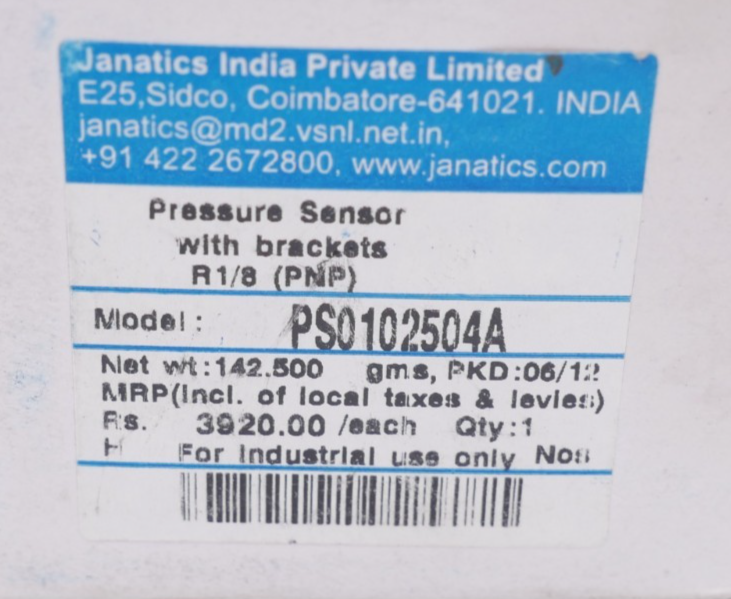 Janatics India Private Limited
E25,Sidco, Coimbatore-641021. INDIA
janatics@md2.vsnl.net.in,
+91 422 2672800, www.janatics.com
Pressure Sensor
with brackets
R1/8 (PNP)
Model : PS0102504A
Net wt:142.500 gms, PKD:06/12
MRP(Incl. of local taxes & levies)
Rs. 3920.00 /each Qty:1
H For Industrial use only Nos